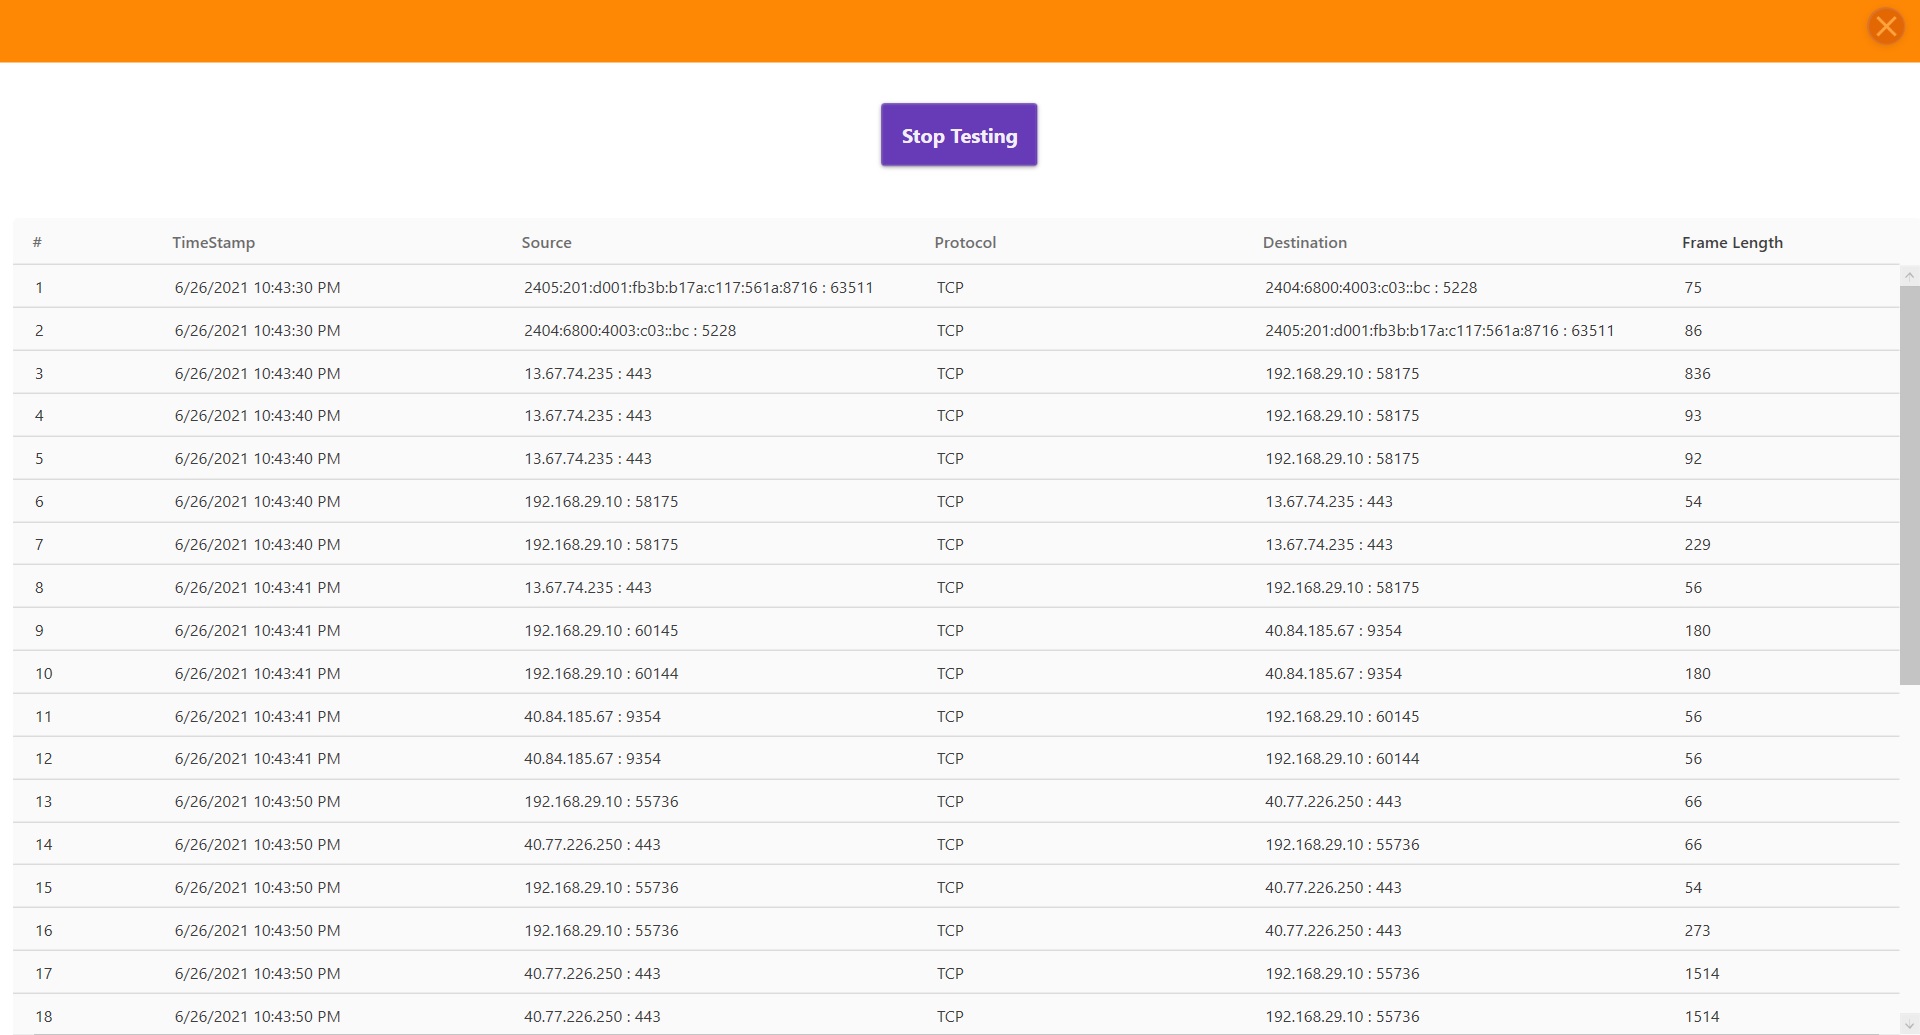 Stop Testing
# TimeStamp Source Protocol Destination Frame Length
1 6/26/2021 10:43:30 PM 2405:201:d001:fb3b:b17a:c117:561a:8716 : 63511 TCP 2404:6800:4003:c03::bc : 5228 75
2 6/26/2021 10:43:30 PM 2404:6800:4003:c03::bc : 5228 TCP 2405:201:d001:fb3b:b17a:c117:561a:8716 : 63511 86
3 6/26/2021 10:43:40 PM 13.67.74.235 : 443 TCP 192.168.29.10 : 58175 836
4 6/26/2021 10:43:40 PM 13.67.74.235 : 443 TCP 192.168.29.10 : 58175 93
5 6/26/2021 10:43:40 PM 13.67.74.235 : 443 TCP 192.168.29.10 : 58175 92
6 6/26/2021 10:43:40 PM 192.168.29.10 : 58175 TCP 13.67.74.235 : 443 54
7 6/26/2021 10:43:40 PM 192.168.29.10 : 58175 TCP 13.67.74.235 : 443 229
8 6/26/2021 10:43:41 PM 13.67.74.235 : 443 TCP 192.168.29.10 : 58175 56
9 6/26/2021 10:43:41 PM 192.168.29.10 : 60145 TCP 40.84.185.67 : 9354 180
10 6/26/2021 10:43:41 PM 192.168.29.10 : 60144 TCP 40.84.185.67 : 9354 180
11 6/26/2021 10:43:41 PM 40.84.185.67 : 9354 TCP 192.168.29.10 : 60145 56
12 6/26/2021 10:43:41 PM 40.84.185.67 : 9354 TCP 192.168.29.10 : 60144 56
13 6/26/2021 10:43:50 PM 192.168.29.10 : 55736 TCP 40.77.226.250 : 443 66
14 6/26/2021 10:43:50 PM 40.77.226.250 : 443 TCP 192.168.29.10 : 55736 66
15 6/26/2021 10:43:50 PM 192.168.29.10 : 55736 TCP 40.77.226.250 : 443 54
16 6/26/2021 10:43:50 PM 192.168.29.10 : 55736 TCP 40.77.226.250 : 443 273
17 6/26/2021 10:43:50 PM 40.77.226.250 : 443 TCP 192.168.29.10 : 55736 1514
18 6/26/2021 10:43:50 PM 40.77.226.250 : 443 TCP 192.168.29.10 : 55736 1514